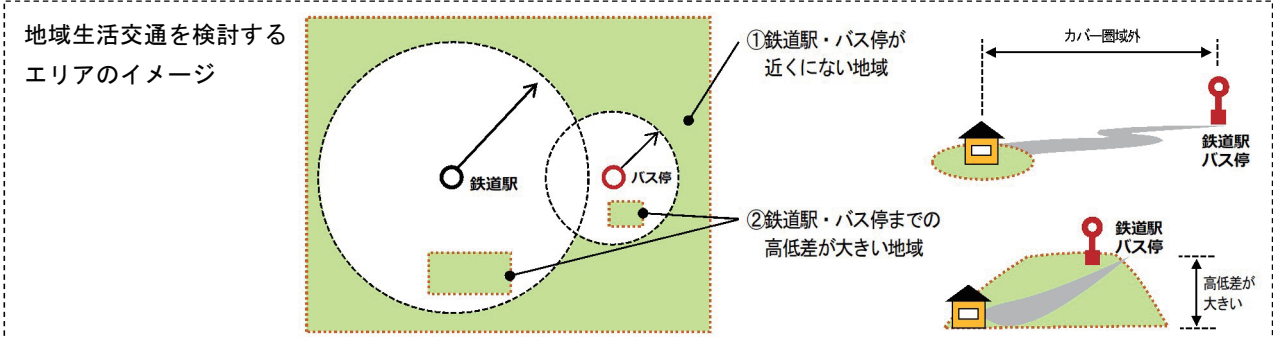 地域生活交通を検討する
エリアのイメージ
鉄道駅
バス停
①鉄道駅・バス停が
近くにない地域
②鉄道駅・バス停までの
高低差が大きい地域
カバー圏域外
鉄道駅
バス停
鉄道駅
バス停
高低差が
大きい